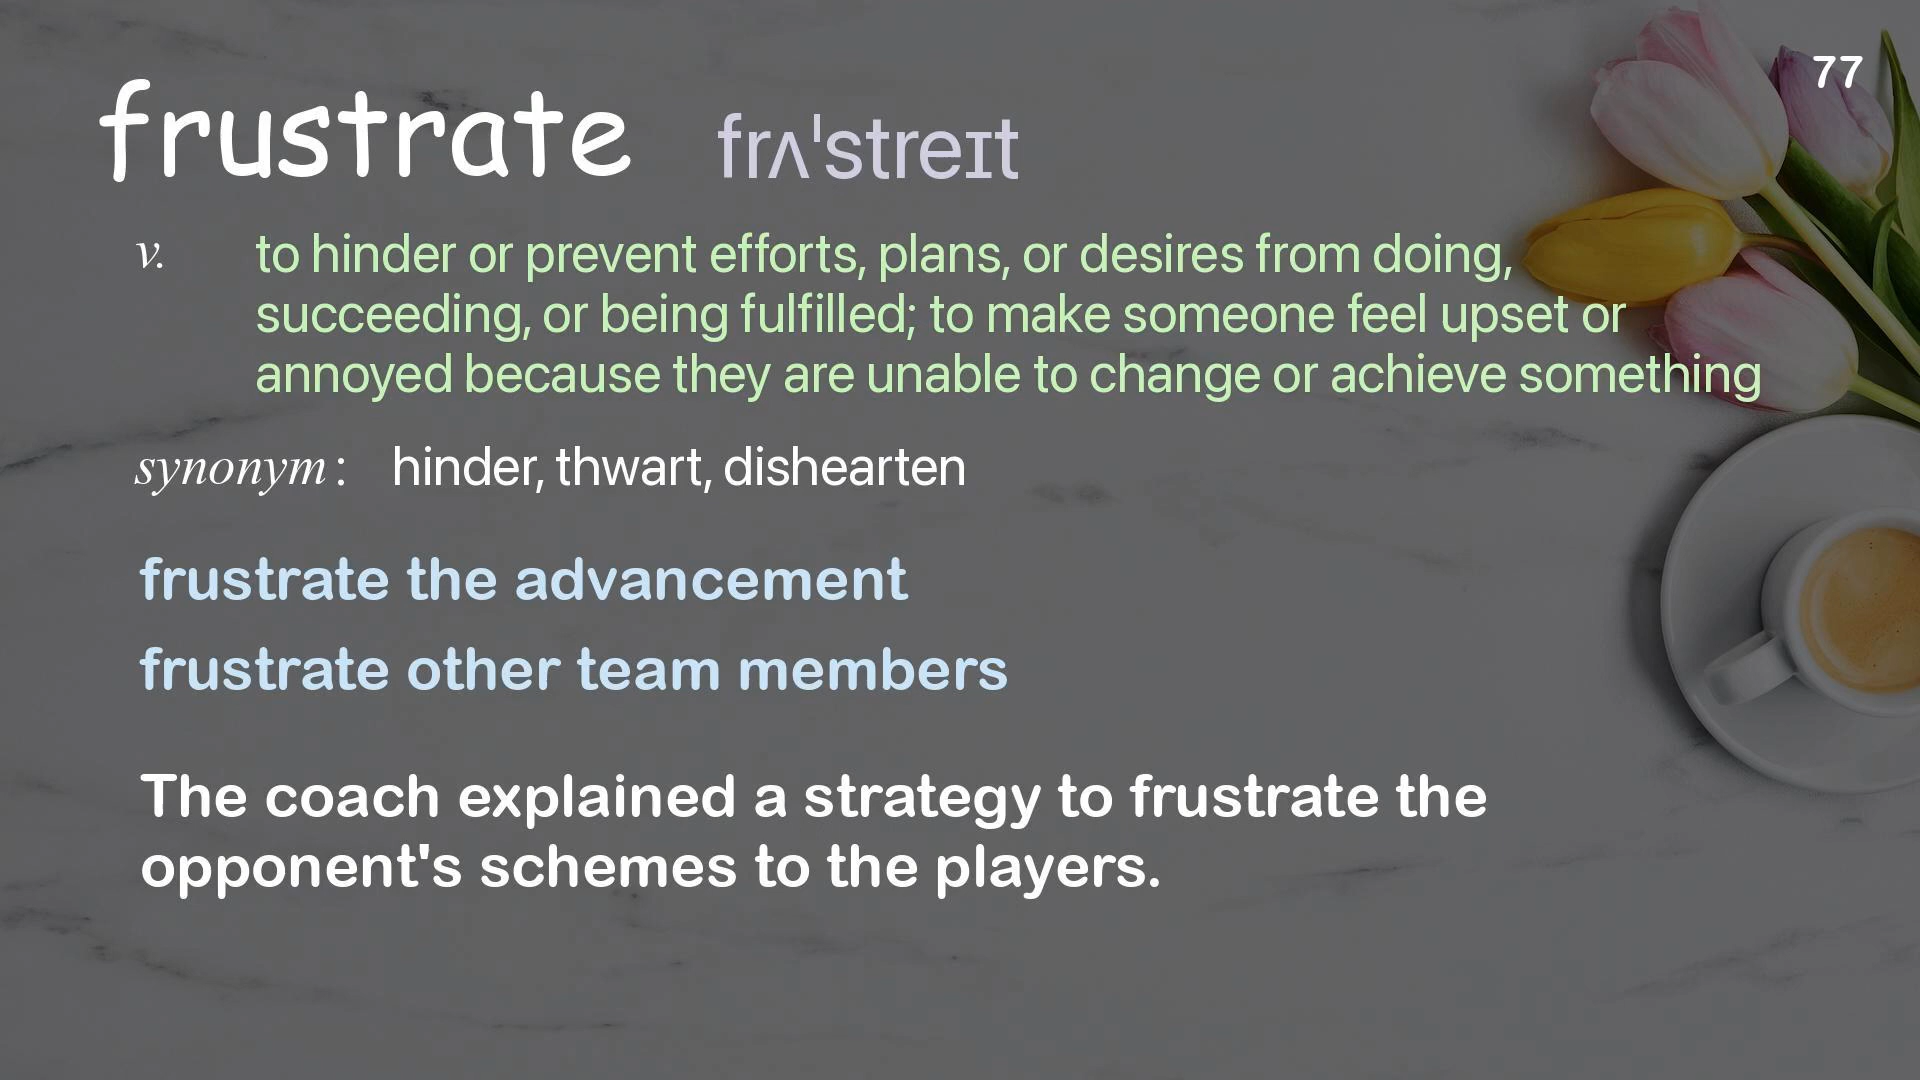 77
frustrate frʌˈstreɪt
v. to hinder or prevent efforts, plans, or desires from doing,
succeeding, or being fulfilled; to make someone feel upset or
annoyed because they are unable to change or achieve something
synonym : hinder, thwart, dishearten
frustrate the advancement
frustrate other team members
The coach explained a strategy to frustrate the
opponent's schemes to the players.